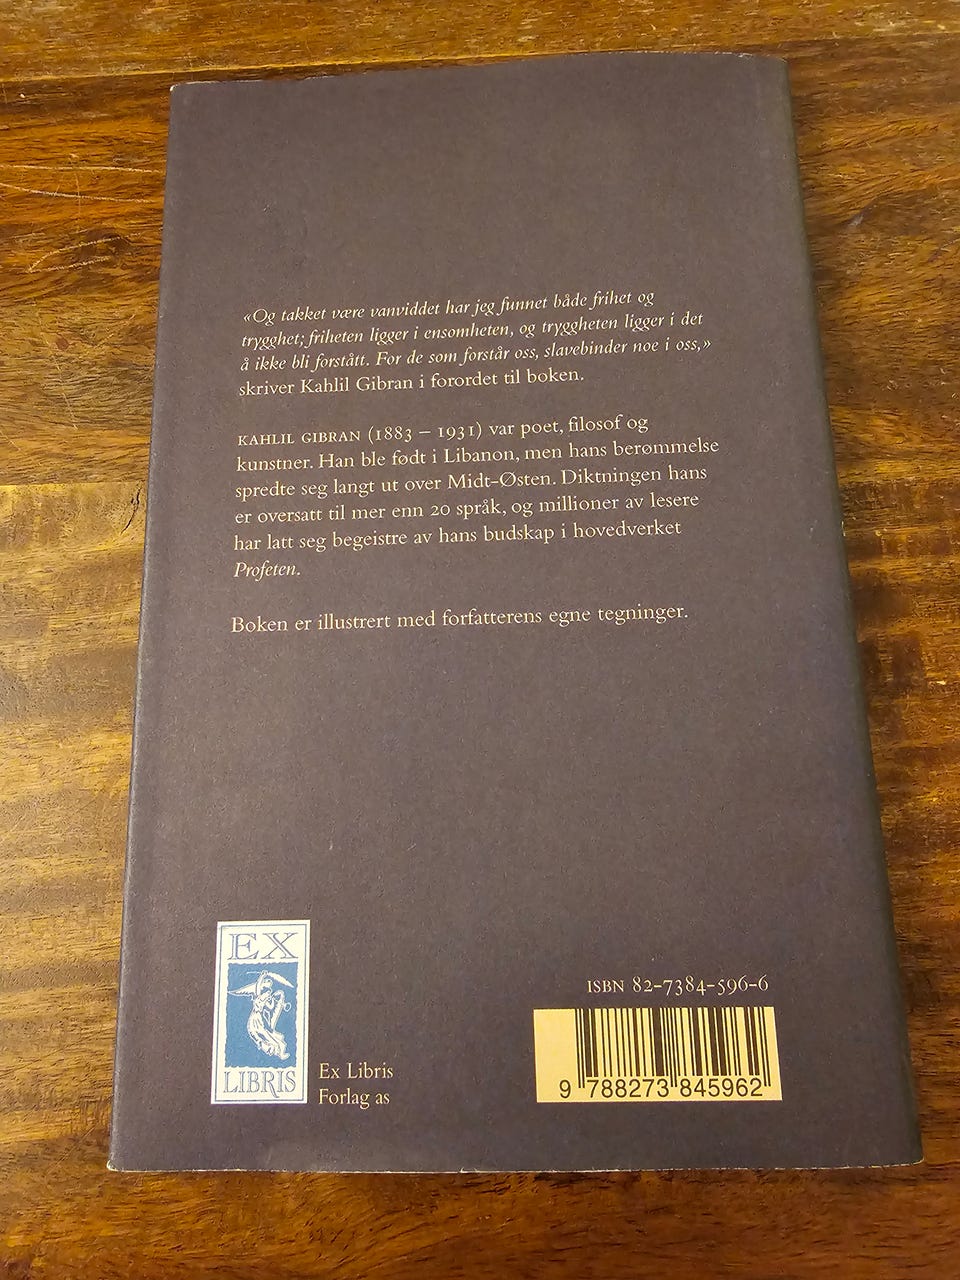 «Og takket være vanviddet har jeg funnet både frihet og
trygghet; friheten ligger i ensomheten, og tryggheten ligger i det
å ikke bli forstått. For de som forstår oss, slavebinder noe i oss,»
skriver Kahlil Gibran i forordet til boken.
KAHLIL GIBRAN (1883 – 1931) var poet, filosof og
kunstner. Han ble født i Libanon, men hans berømmelse
spredte seg langt ut over Midt-Østen. Diktningen hans
er oversatt til mer enn 20 språk, og millioner av lesere
har latt seg begeistre av hans budskap i hovedverket
Profeten.
Boken er illustrert med forfatterens egne tegninger.
EX
LIBRIS
Ex Libris
Forlag as
ISBN 82-7384-596-6
9 788273 845962